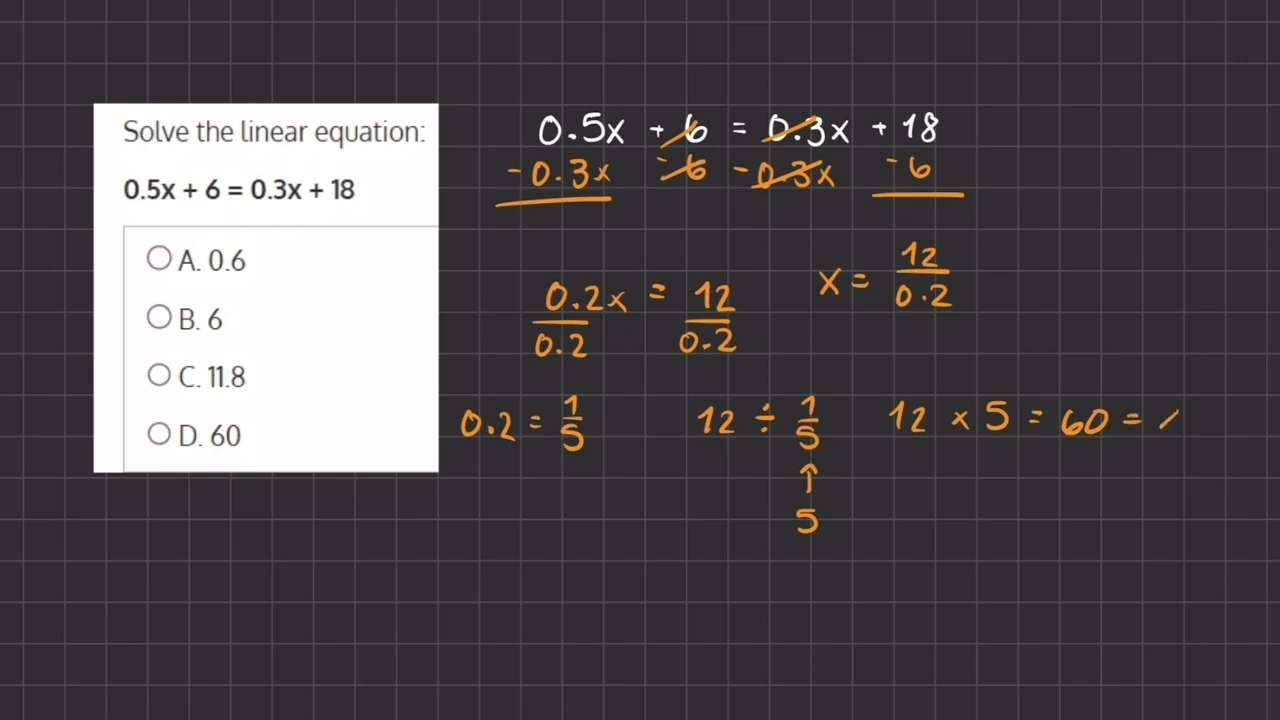 Solve the linear equation:
0.5x + 6 = 0.3x + 18
A. 0.6
B. 6
C. 11.8
D. 60
0.5x + 6 = 0.3x + 18
-0.3x -6 -0.3x -6
0.2x = 12
0.2 0.2
x = 12
0.2
0.2 = 1/5
12 ÷ 1/5
↑
5
12 × 5 = 60 =